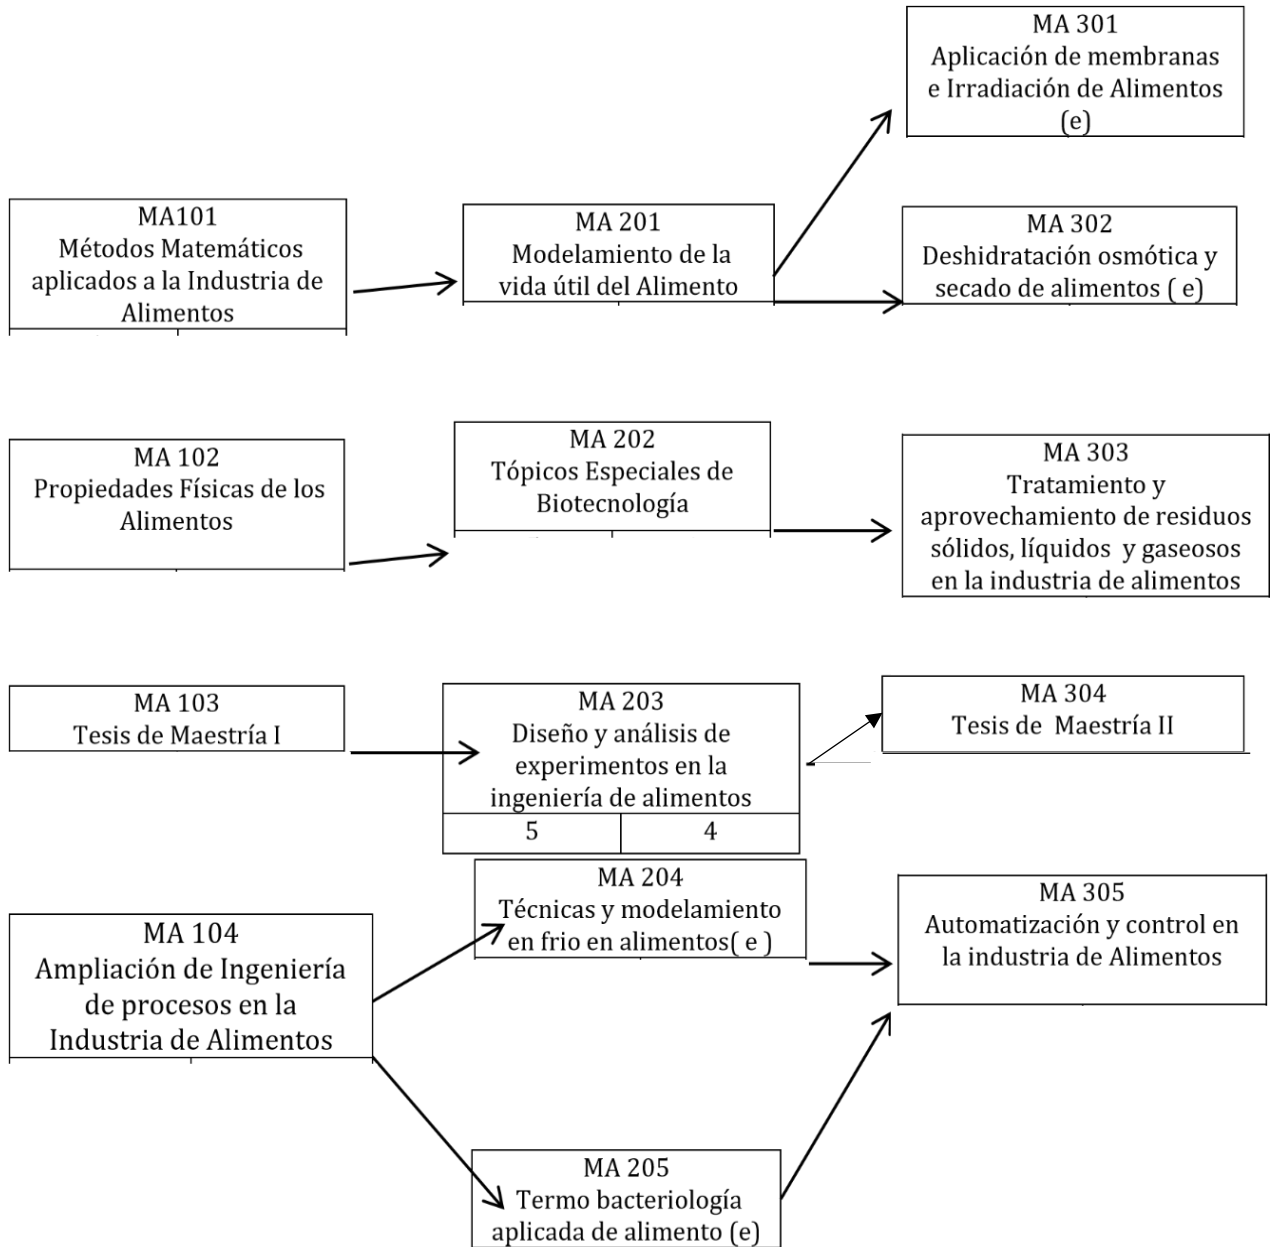 MA 301
Aplicación de membranas
e Irradiación de Alimentos
(e)
MA101
Métodos Matemáticos
aplicados a la Industria de
Alimentos
MA 201
Modelamiento de la
vida útil del Alimento
MA 302
Deshidratación osmótica y
secado de alimentos ( e)
MA 102
Propiedades Físicas de los
Alimentos
MA 202
Tópicos Especiales de
Biotecnología
MA 303
Tratamiento y
aprovechamiento de residuos
sólidos, líquidos y gaseosos
en la industria de alimentos
MA 103
Tesis de Maestría I
MA 203
Diseño y análisis de
experimentos en la
ingeniería de alimentos
5 4
MA 304
Tesis de Maestría II
MA 104
Ampliación de Ingeniería
de procesos en la
Industria de Alimentos
MA 204
Técnicas y modelamiento
en frio en alimentos( e )
MA 305
Automatización y control en
la industria de Alimentos
MA 205
Termo bacteriología
aplicada de alimento (e)